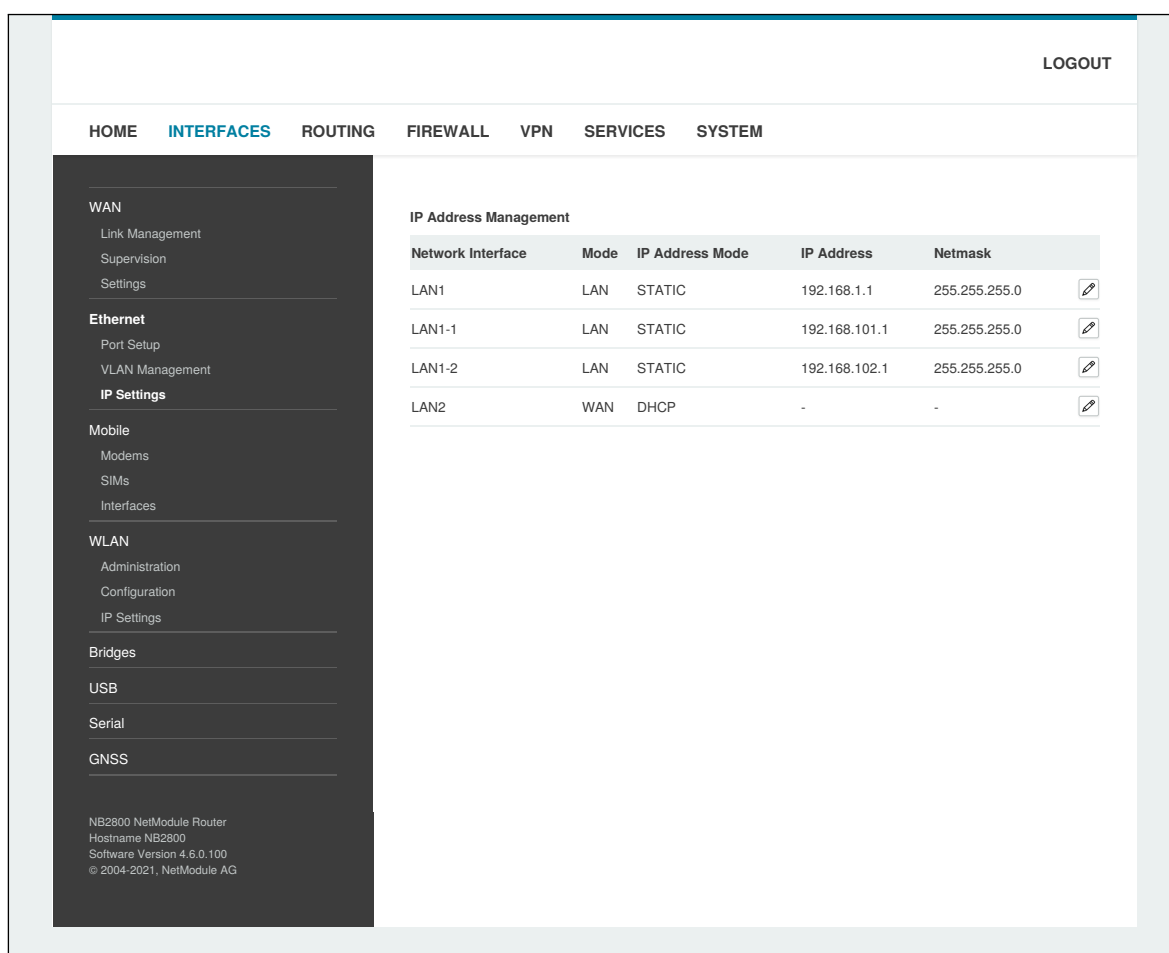 LOGOUT
HOME INTERFACES ROUTING FIREWALL VPN SERVICES SYSTEM
WAN
Link Management
Supervision
Settings
Ethernet
Port Setup
VLAN Management
IP Settings
Mobile
Modems
SIMs
Interfaces
WLAN
Administration
Configuration
IP Settings
Bridges
USB
Serial
GNSS
NB2800 NetModule Router
Hostname NB2800
Software Version 4.6.0.100
© 2004-2021, NetModule AG
IP Address Management
Network Interface Mode IP Address Mode IP Address Netmask
LAN1 LAN STATIC 192.168.1.1 255.255.255.0
LAN1-1 LAN STATIC 192.168.101.1 255.255.255.0
LAN1-2 LAN STATIC 192.168.102.1 255.255.255.0
LAN2 WAN DHCP - -